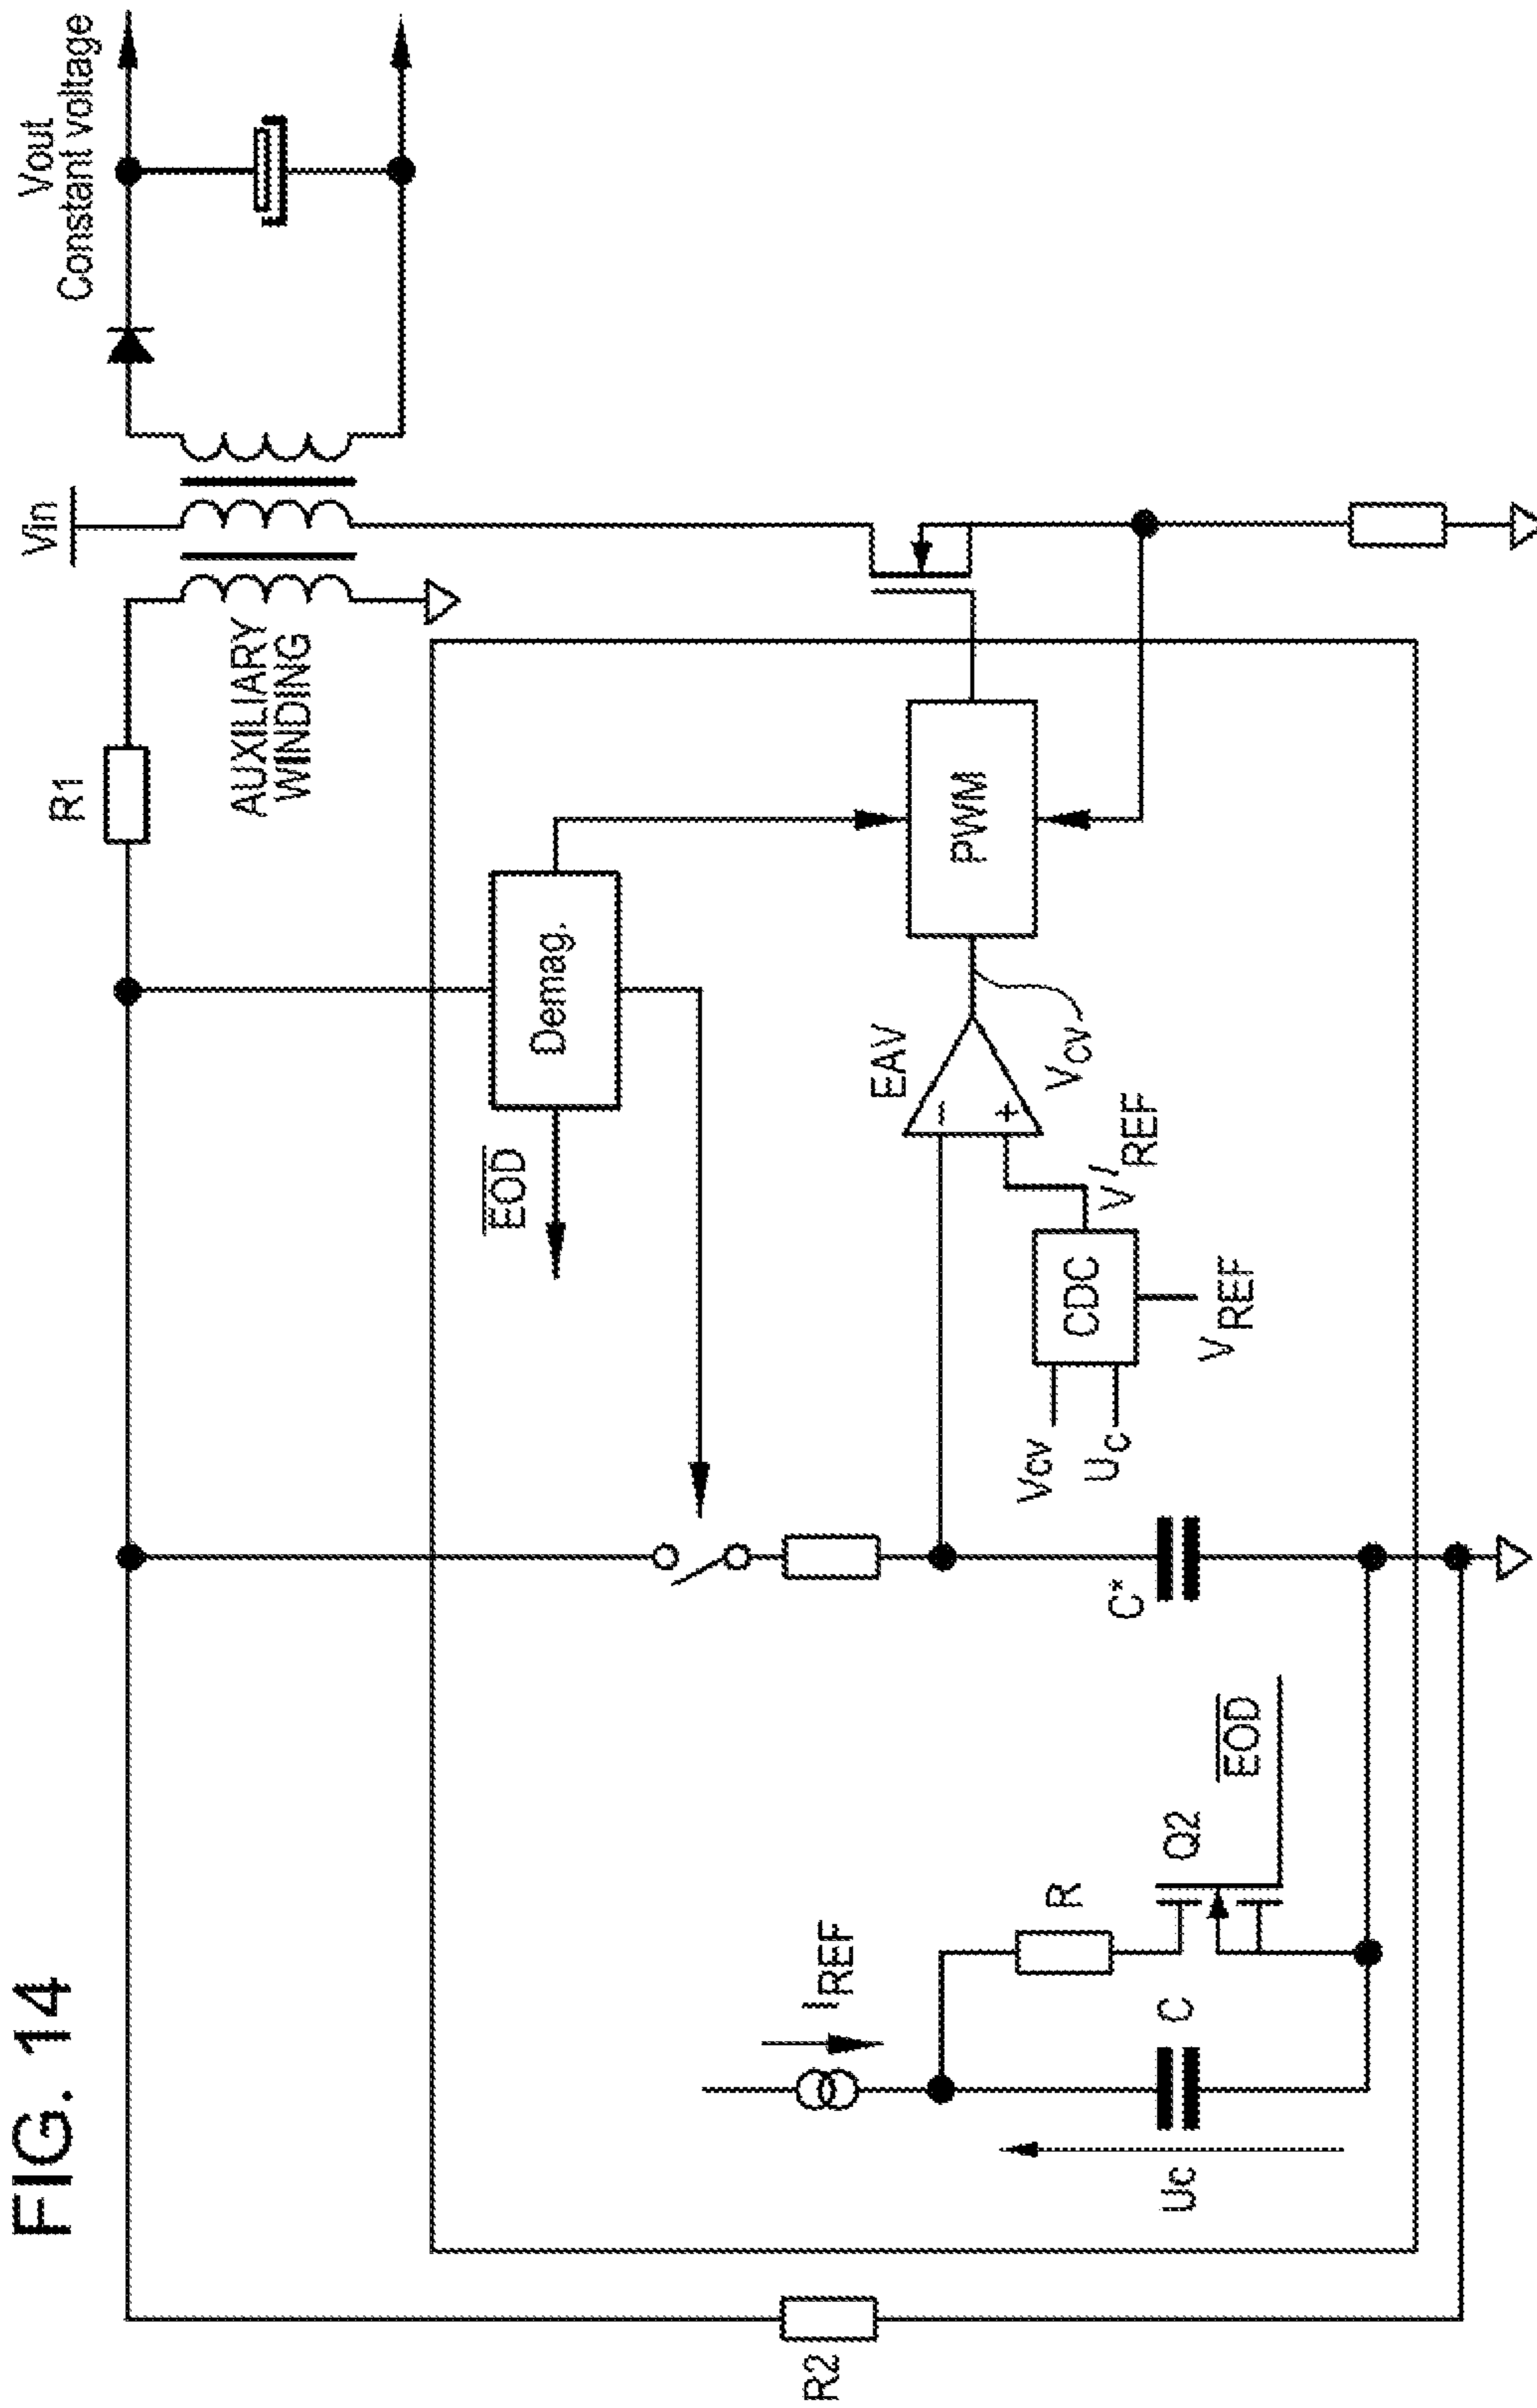 FIG. 14
Vout
Constant voltage
Vin
R1
AUXILIARY
WINDING
Demag.
EOD
PWM
EAV
−
+
VCV
V'REF
CDC
Vcv
UC
VREF
C*
IREF
R
Q2
EOD
C
Uc
R2